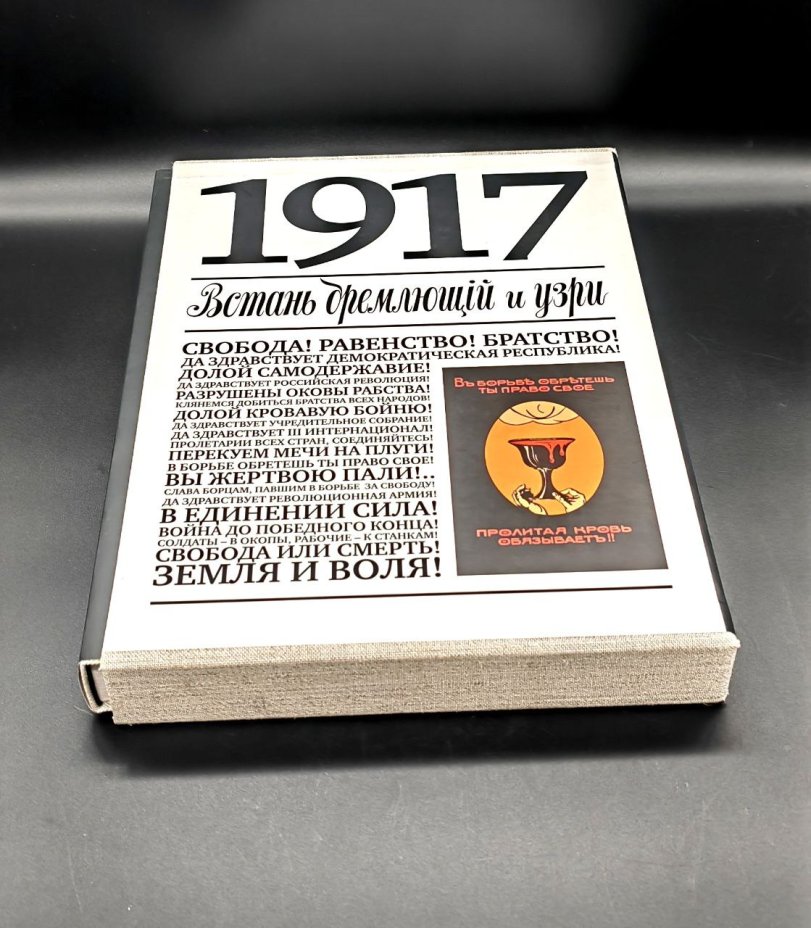 1917
Встань дремлющій и узри
СВОБОДА! РАВЕНСТВО! БРАТСТВО!
ДА ЗДРАВСТВУЕТ ДЕМОКРАТИЧЕСКАЯ РЕСПУБЛИКА!
ДОЛОЙ САМОДЕРЖАВИЕ!
ДА ЗДРАВСТВУЕТ РОССИЙСКАЯ РЕВОЛЮЦИЯ!
РАЗРУШЕНЫ ОКОВЫ РАБСТВА!
КЛЯНЕМСЯ ДОБИТЬСЯ БРАТСТВА ВСЕХ НАРОДОВ!
ДОЛОЙ КРОВАВУЮ БОЙНЮ!
ДА ЗДРАВСТВУЕТ УЧРЕДИТЕЛЬНОЕ СОБРАНИЕ!
ДА ЗДРАВСТВУЕТ III ИНТЕРНАЦИОНАЛ!
ПРОЛЕТАРИИ ВСЕХ СТРАН, СОЕДИНЯЙТЕСЬ!
ПЕРЕКУЕМ МЕЧИ НА ПЛУГИ!
В БОРЬБЕ ОБРЕТЕШЬ ТЫ ПРАВО СВОЕ!
ВЫ ЖЕРТВОЮ ПАЛИ!..
СЛАВА БОРЦАМ, ПАВШИМ В БОРЬБЕ ЗА СВОБОДУ!
ДА ЗДРАВСТВУЕТ РЕВОЛЮЦИОННАЯ АРМИЯ!
В ЕДИНЕНИИ СИЛА!
ВОЙНА ДО ПОБЕДНОГО КОНЦА!
СОЛДАТЫ – В ОКОПЫ, РАБОЧИЕ – К СТАНКАМ!
СВОБОДА ИЛИ СМЕРТЬ!
ЗЕМЛЯ И ВОЛЯ!
ВЪ БОРЬБѢ ОБРѢТЕШЬ
ТЫ ПРАВО СВОЕ
ПРОЛИТАЯ КРОВЬ
ОБЯЗЫВАЕТЪ!!